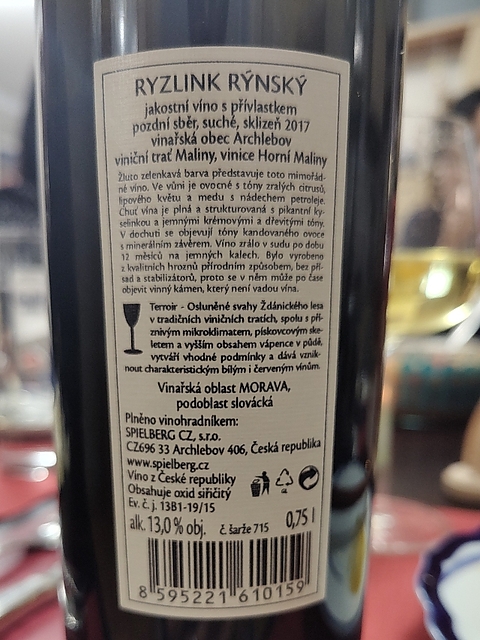 RYZLINK RÝNSKÝ
jakostní víno s přívlastkem
pozdní sběr, suché, sklizeň 2017
vinařská obec Archlebov
viniční trať Maliny, vinice Horní Maliny
Žluto zelenkavá barva představuje toto mimořád-
né víno. Ve vůni je ovocné s tóny zralých citrusů,
lipového květu a medu s nádechem petroleje.
Chuť vína je plná a strukturovaná s pikantní ky-
selinkou a jemnými krémovými a dřevitými tóny.
V dochuti se objevují tóny kandovaného ovoce
s minerálním závěrem. Víno zrálo v sudu po dobu
12 měsíců na jemných kalech. Bylo vyrobeno
z kvalitních hroznů přírodním způsobem, bez pří-
sad a stabilizátorů, proto se v něm může po čase
objevit vinný kámen, který není vadou vína.
Terroir - Osluněné svahy Ždánického lesa
v tradičních viničních tratích, spolu s pří-
znivým mikroklimatem, pískovcovým ske-
letem a vyšším obsahem vápence v půdě,
vytváří vhodné podmínky a dává vznik-
nout charakteristickým bílým i červeným vínům.
Vinařská oblast MORAVA,
podoblast slovácká
Plněno vinohradníkem:
SPIELBERG CZ, s.r.o.
CZ696 33 Archlebov 406, Česká republika
www.spielberg.cz
Víno z České republiky
Obsahuje oxid siřičitý
Ev. č. j. 13B1-19/15
alk. 13,0 % obj. č. šarže 715 0,75 l
8 595221 610159